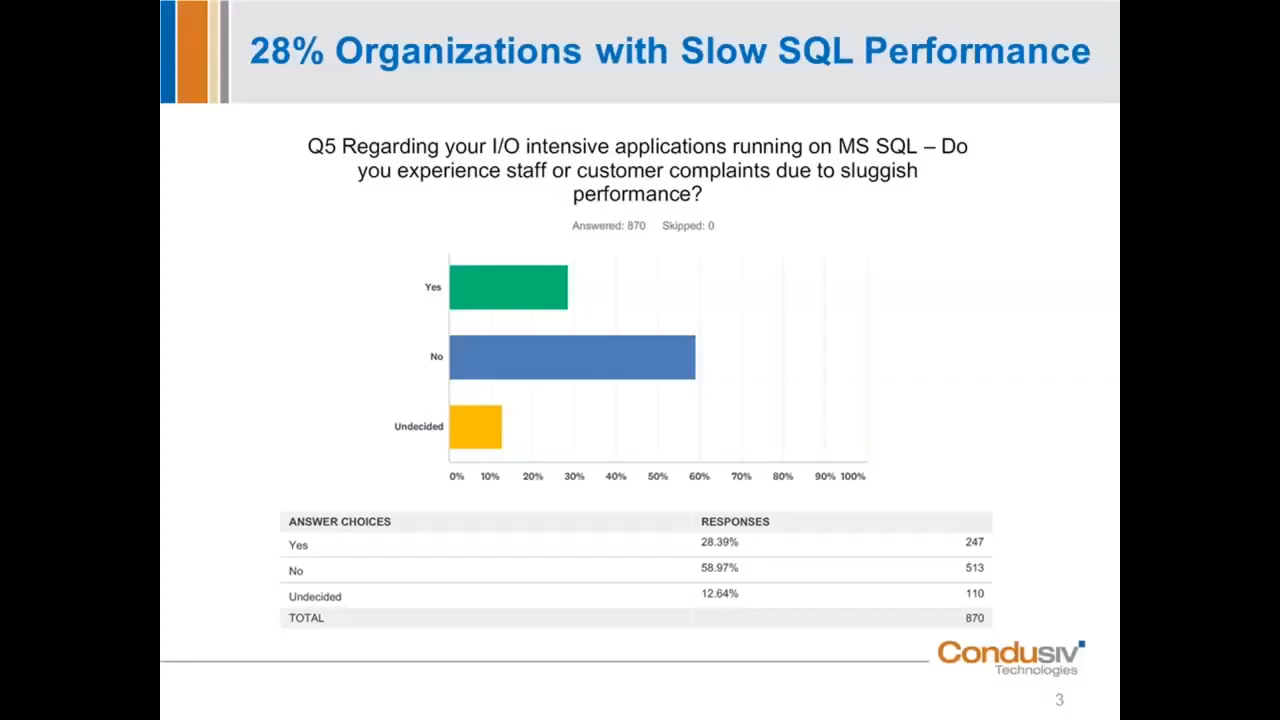 28% Organizations with Slow SQL Performance
Q5 Regarding your I/O intensive applications running on MS SQL – Do
you experience staff or customer complaints due to sluggish
performance?
Answered: 870 Skipped: 0
Yes
No
Undecided
0% 10% 20% 30% 40% 50% 60% 70% 80% 90% 100%
ANSWER CHOICES RESPONSES
Yes 28.39% 247
No 58.97% 513
Undecided 12.64% 110
TOTAL 870
Condusiv
Technologies
3